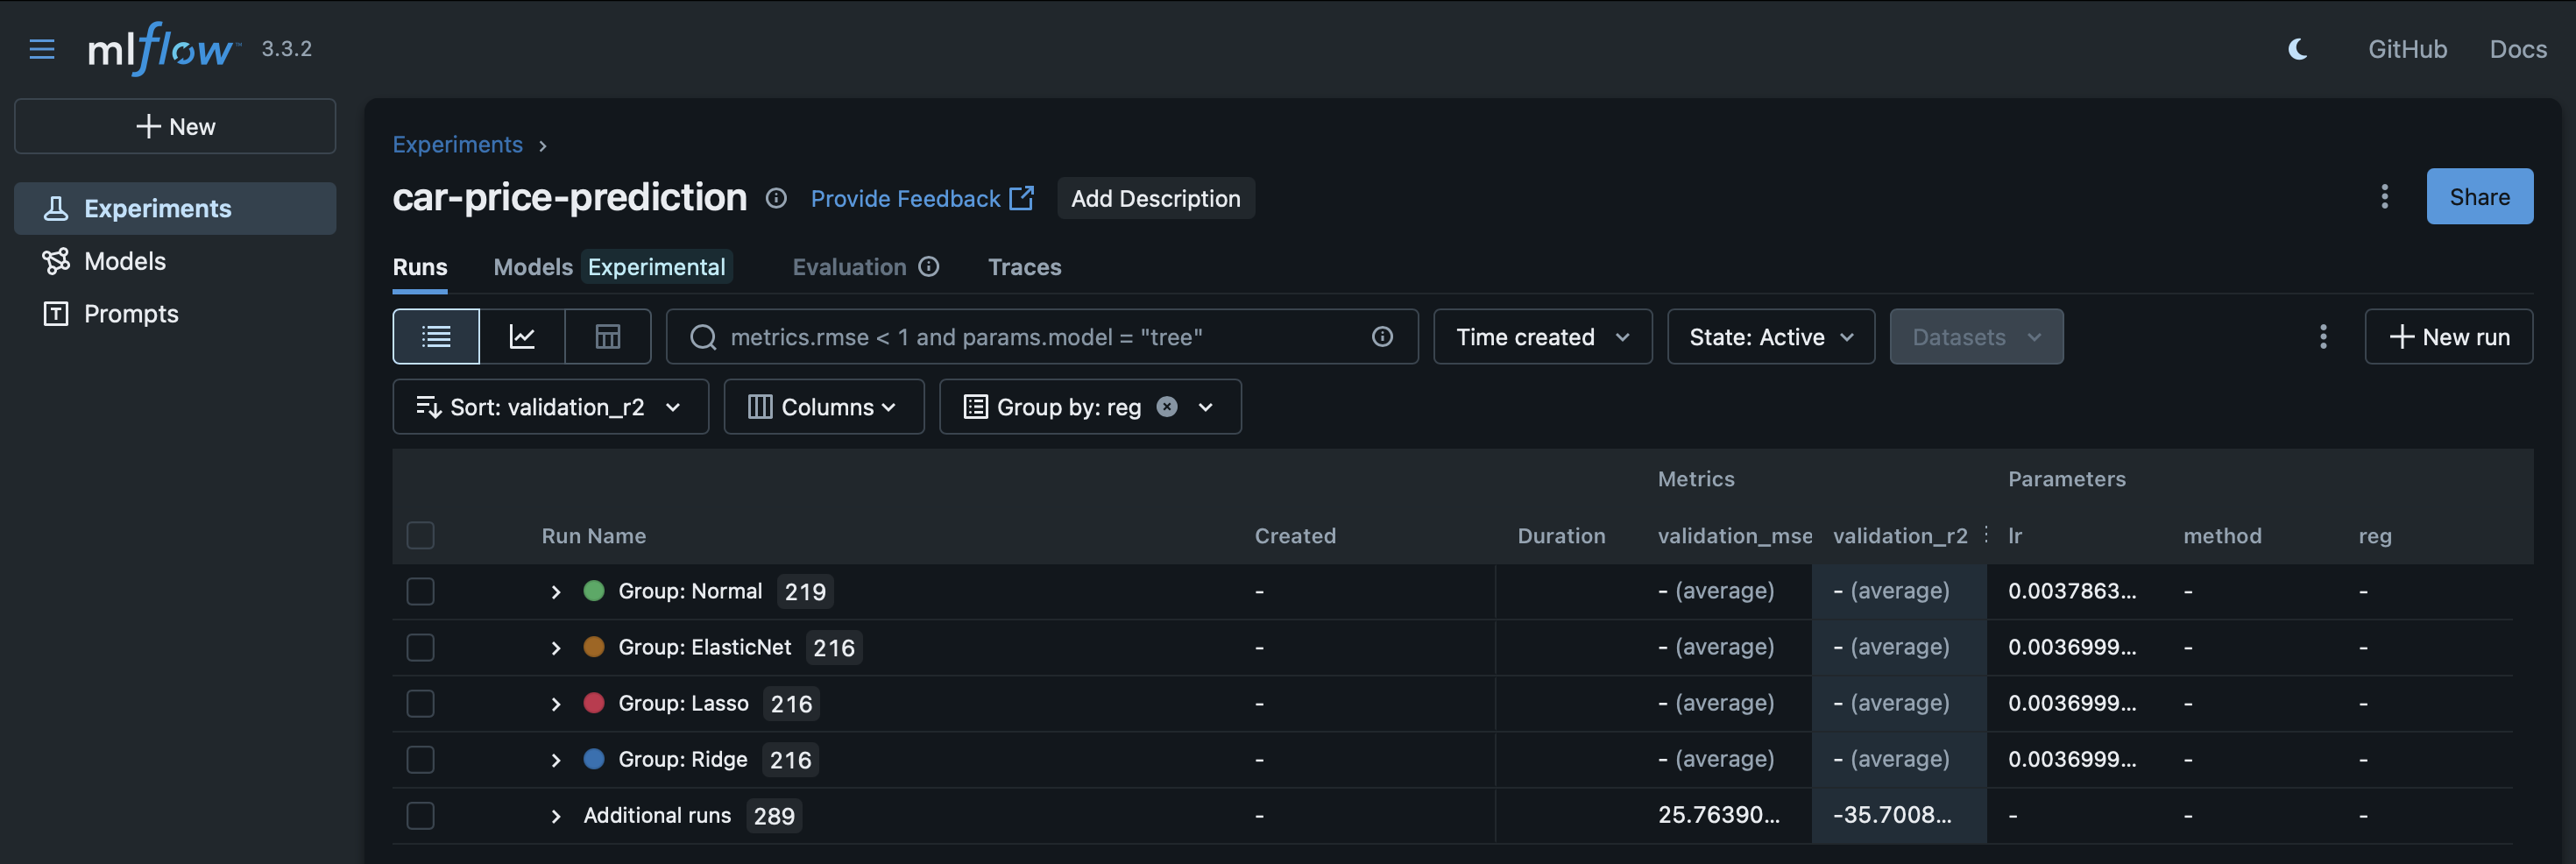 mlflow™ 3.3.2
GitHub Docs
New
Experiments
Models
Prompts
Experiments
car-price-prediction Provide Feedback Add Description
Share
Runs Models Experimental Evaluation Traces
metrics.rmse < 1 and params.model = "tree" Time created State: Active Datasets New run
Sort: validation_r2 Columns Group by: reg
Metrics Parameters
Run Name Created Duration validation_mse validation_r2 lr method reg
Group: Normal 219 - - (average) - (average) 0.0037863... - -
Group: ElasticNet 216 - - (average) - (average) 0.0036999... - -
Group: Lasso 216 - - (average) - (average) 0.0036999... - -
Group: Ridge 216 - - (average) - (average) 0.0036999... - -
Additional runs 289 - 25.76390... -35.7008... - - -